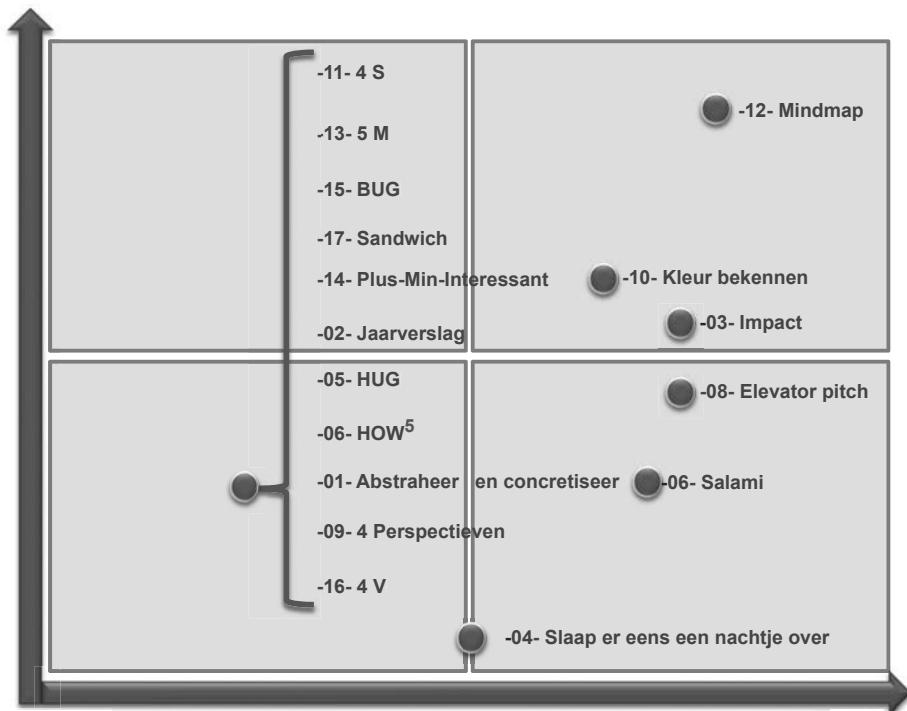 -11- 4 S
-13- 5 M
-15- BUG
-17- Sandwich
-14- Plus-Min-Interessant
-02- Jaarverslag
-05- HUG
-06- HOW⁵
-01- Abstraheer en concretiseer
-09- 4 Perspectieven
-16- 4 V
-12- Mindmap
-10- Kleur bekennen
-03- Impact
-08- Elevator pitch
-06- Salami
-04- Slaap er eens een nachtje over